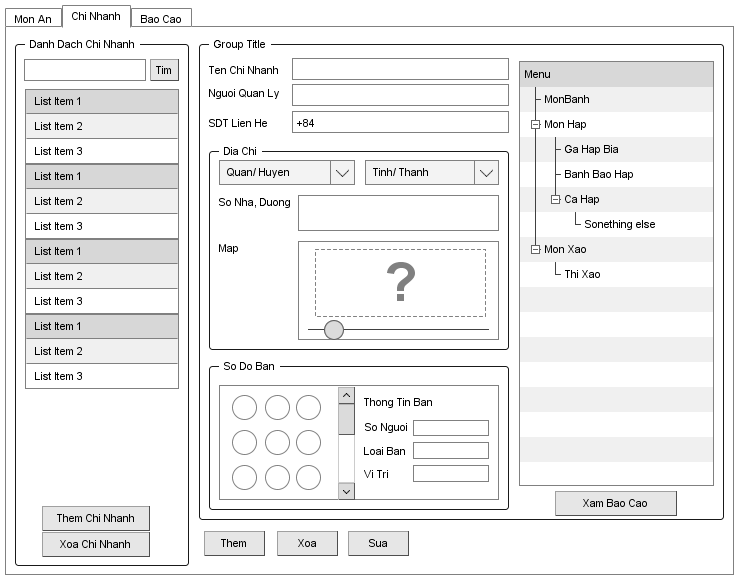 Mon An
Chi Nhanh
Bao Cao
Danh Dach Chi Nhanh
Tim
List Item 1
List Item 2
List Item 3
List Item 1
List Item 2
List Item 3
List Item 1
List Item 2
List Item 3
List Item 1
List Item 2
List Item 3
Them Chi Nhanh
Xoa Chi Nhanh
Group Title
Ten Chi Nhanh
Nguoi Quan Ly
SDT Lien He
+84
Dia Chi
Quan/ Huyen
Tinh/ Thanh
So Nha, Duong
Map
?
So Do Ban
Thong Tin Ban
So Nguoi
Loai Ban
Vi Tri
Menu
MonBanh
Mon Hap
Ga Hap Bia
Banh Bao Hap
Ca Hap
Sonething else
Mon Xao
Thi Xao
Xam Bao Cao
Them
Xoa
Sua